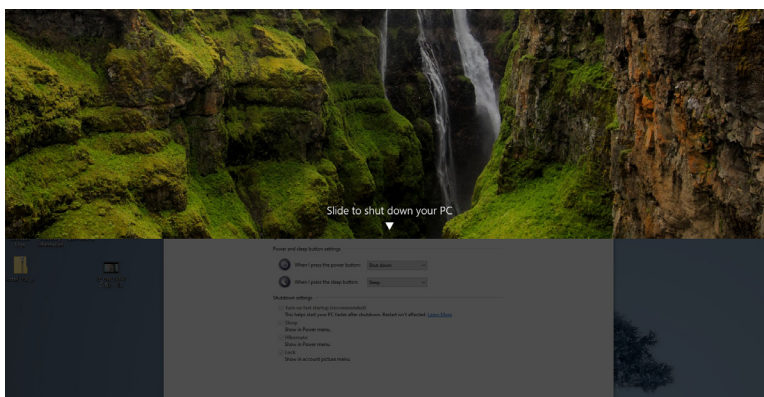 Slide to shut down your PC
Power and sleep button settings
When I press the power button: Shut down
When I press the sleep button: Sleep
Shutdown settings
Turn on fast startup (recommended)
This helps start your PC faster after shutdown. Restart isn't affected. Learn More
Sleep
Show in Power menu.
Hibernate
Show in Power menu.
Lock
Show in account picture menu.